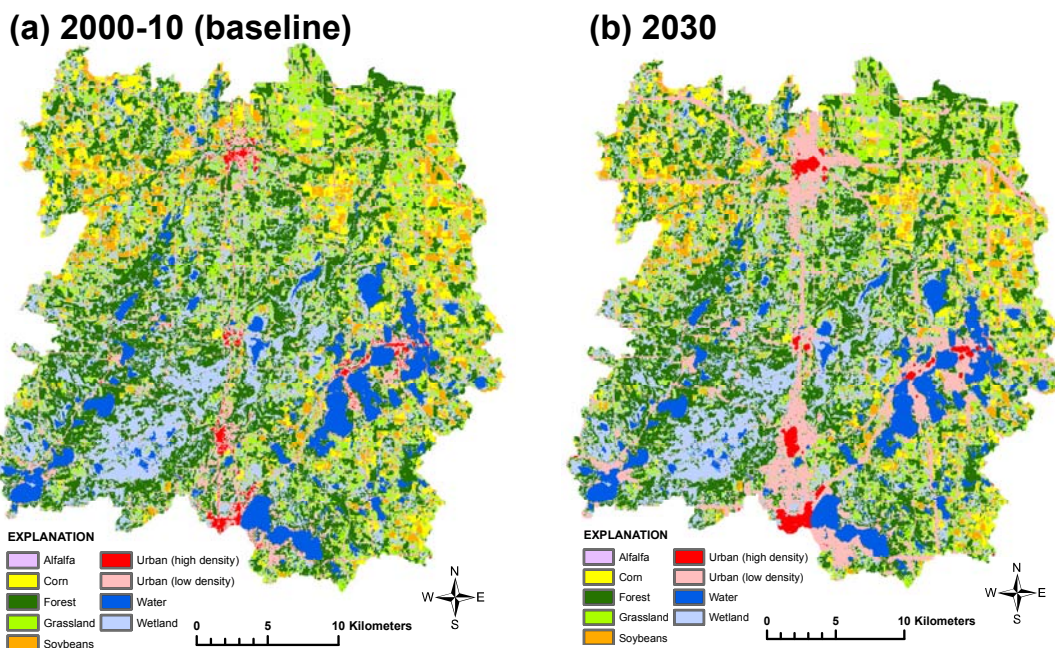 (a) 2000-10 (baseline)
EXPLANATION
Alfalfa
Corn
Forest
Grassland
Soybeans
Urban (high density)
Urban (low density)
Water
Wetland
0 5 10 Kilometers
N
W E
S
(b) 2030
EXPLANATION
Alfalfa
Corn
Forest
Grassland
Soybeans
Urban (high density)
Urban (low density)
Water
Wetland
0 5 10 Kilometers
N
W E
S